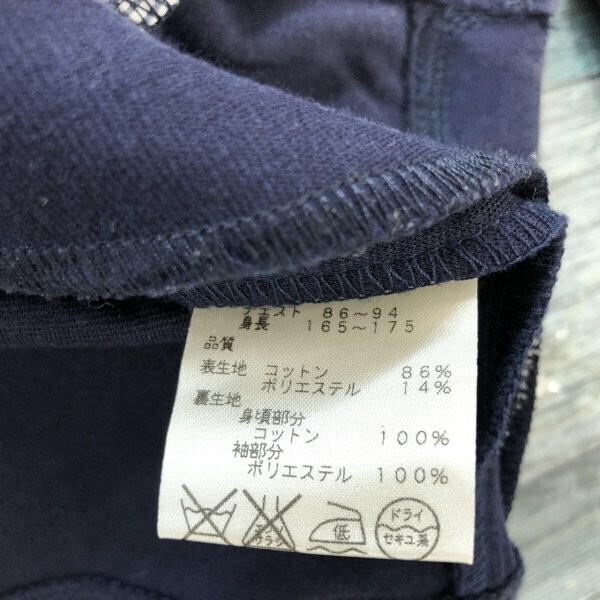 86～94
身長 165～175
品質
表生地 コットン 86%
ポリエステル 14%
裏生地
身頃部分
コットン 100%
袖部分
ポリエステル 100%
低
ドライ
セキユ系